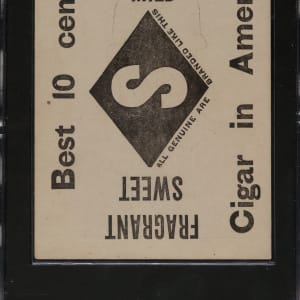 Best 10 cen
FRAGRANT
SWEET
ALL GENUINE ARE
BRANDED LIKE THIS
S
Cigar in Amer